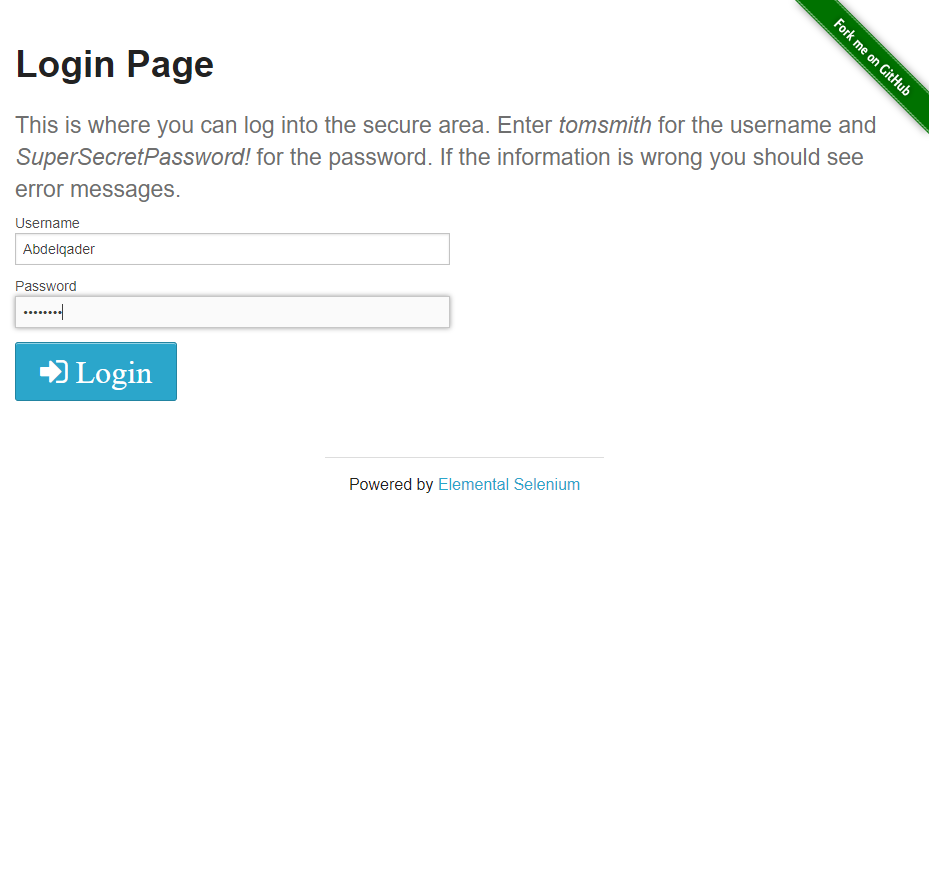 Fork me on GitHub
Login Page
This is where you can log into the secure area. Enter tomsmith for the username and
SuperSecretPassword! for the password. If the information is wrong you should see
error messages.
Username
Abdelqader
Password
••••••••
Login
Powered by Elemental Selenium